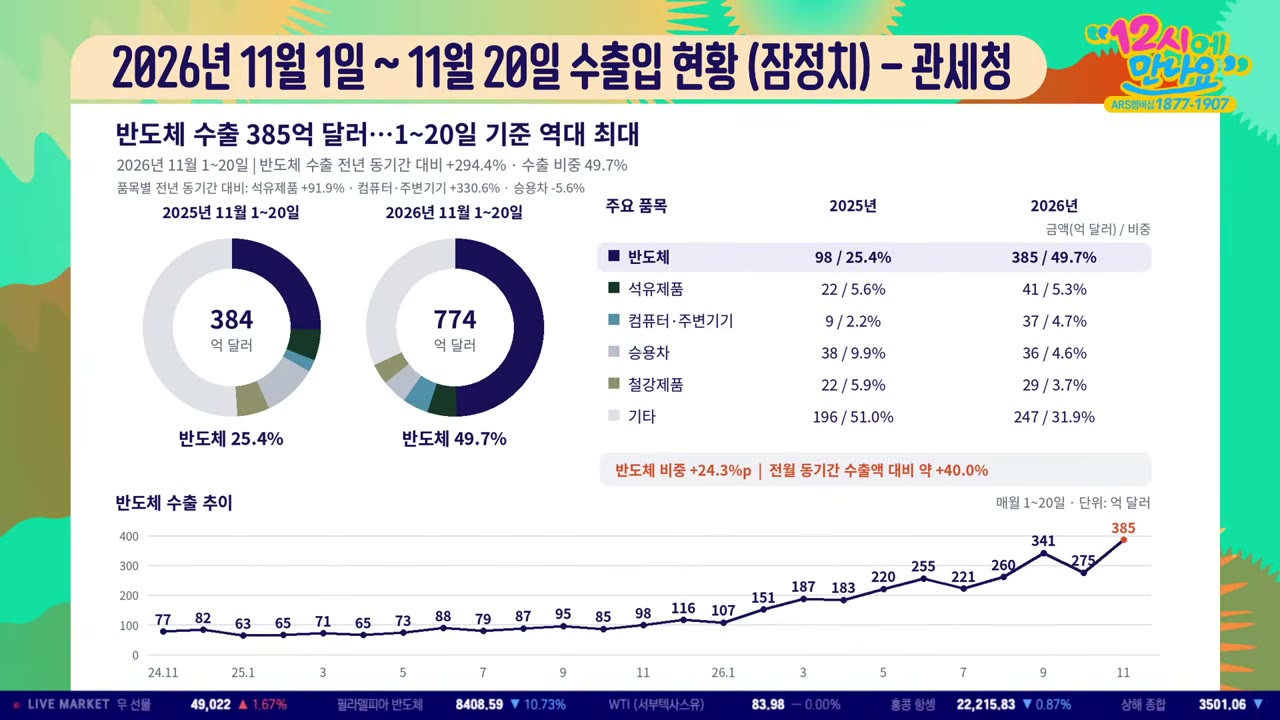 2026년 11월 1일 ~ 11월 20일 수출입 현황 (잠정치) - 관세청
“12시에
만나요”
ARS멤버십1877-1907
반도체 수출 385억 달러…1~20일 기준 역대 최대
2026년 11월 1~20일 | 반도체 수출 전년 동기간 대비 +294.4% · 수출 비중 49.7%
품목별 전년 동기간 대비: 석유제품 +91.9% · 컴퓨터·주변기기 +330.6% · 승용차 -5.6%
2025년 11월 1~20일
2026년 11월 1~20일
384
억 달러
774
억 달러
반도체 25.4%
반도체 49.7%
주요 품목 2025년 2026년
금액(억 달러) / 비중
반도체 98 / 25.4% 385 / 49.7%
석유제품 22 / 5.6% 41 / 5.3%
컴퓨터·주변기기 9 / 2.2% 37 / 4.7%
승용차 38 / 9.9% 36 / 4.6%
철강제품 22 / 5.9% 29 / 3.7%
기타 196 / 51.0% 247 / 31.9%
반도체 비중 +24.3%p | 전월 동기간 수출액 대비 약 +40.0%
반도체 수출 추이
매월 1~20일 · 단위: 억 달러
400
300
200
100
0
77 82 63 65 71 65 73 88 79 87 95 85 98 116 107 151 187 183 220 255 221 260 341 275 385
24.11 25.1 3 5 7 9 11 26.1 3 5 7 9 11
LIVE MARKET 우 선물 49,022 ▲ 1.67% 필라델피아 반도체 8408.59 ▼ 10.73% WTI (서부텍사스유) 83.98 — 0.00% 홍콩 항셍 22,215.83 ▼ 0.87% 상해 종합 3501.06 ▼